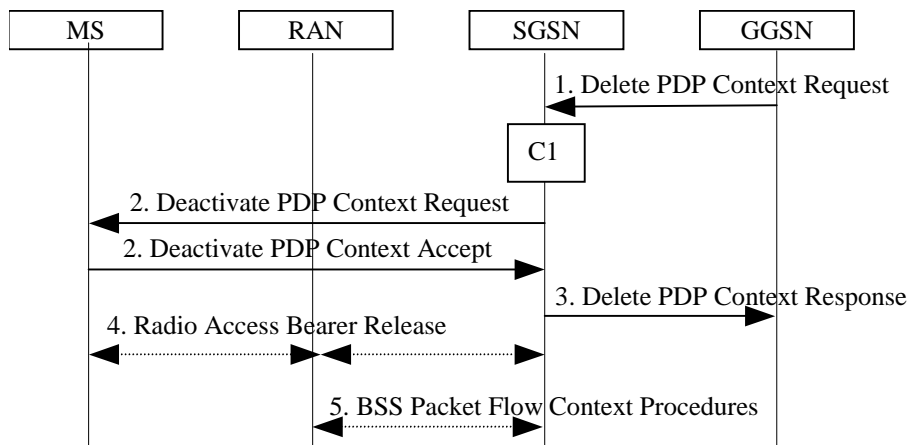 MS RAN SGSN GGSN
1. Delete PDP Context Request
C1
2. Deactivate PDP Context Request
2. Deactivate PDP Context Accept
3. Delete PDP Context Response
4. Radio Access Bearer Release
5. BSS Packet Flow Context Procedures